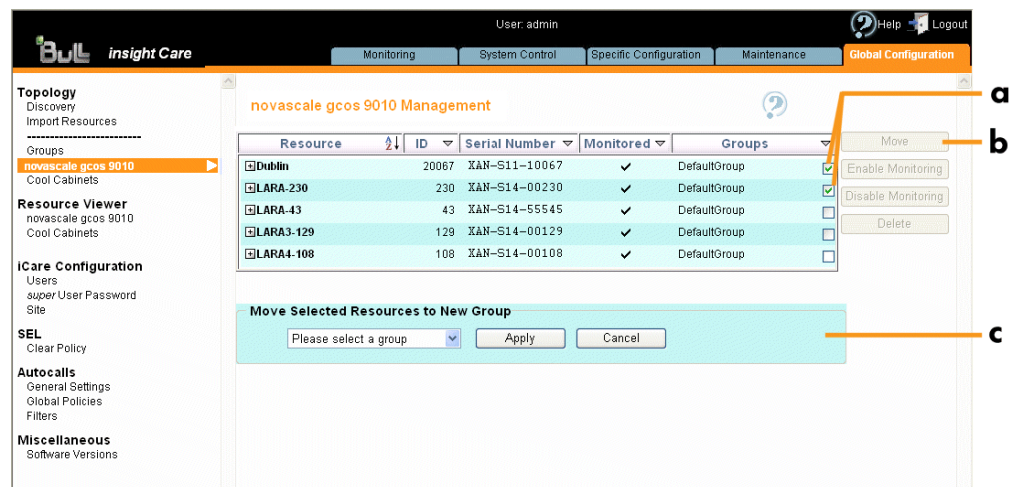 User: admin
Help Logout
Bull insight Care
Monitoring System Control Specific Configuration Maintenance Global Configuration
Topology
Discovery
Import Resources
-------------------------
Groups
novascale gcos 9010
Cool Cabinets
Resource Viewer
novascale gcos 9010
Cool Cabinets
iCare Configuration
Users
super User Password
Site
SEL
Clear Policy
Autocalls
General Settings
Global Policies
Filters
Miscellaneous
Software Versions
novascale gcos 9010 Management
Resource ID Serial Number Monitored Groups
Dublin 20067 XAN-S11-10067 DefaultGroup
LARA-230 230 XAN-S14-00230 DefaultGroup
LARA-43 43 XAN-S14-55545 DefaultGroup
LARA3-129 129 XAN-S14-00129 DefaultGroup
LARA4-108 108 XAN-S14-00108 DefaultGroup
Move
Enable Monitoring
Disable Monitoring
Delete
Move Selected Resources to New Group
Please select a group Apply Cancel
a
b
c